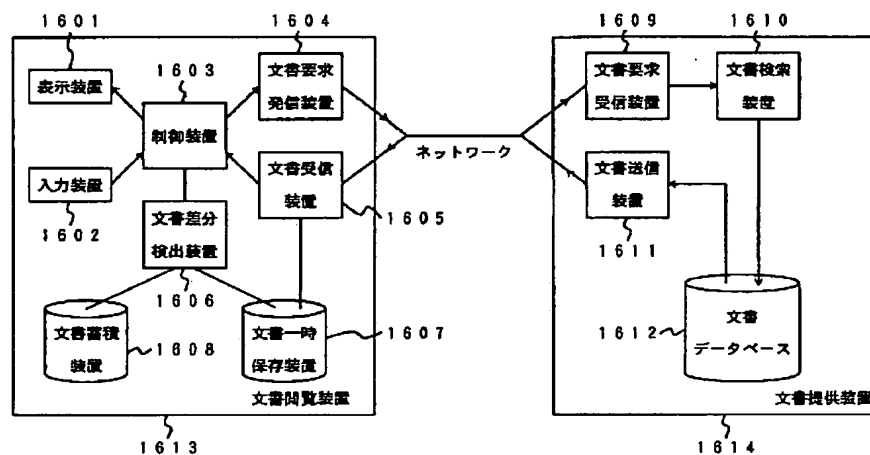 1601
1603
1604
1609
1610
表示装置
文書要求
発信装置
制御装置
入力装置
1602
文書受信
装置
1605
文書差分
検出装置
1606
文書蓄積
装置
1608
文書一時
保存装置
1607
文書閲覧装置
1613
ネットワーク
文書要求
受信装置
文書検索
装置
文書送信
装置
1611
文書
データベース
1612
文書提供装置
1614